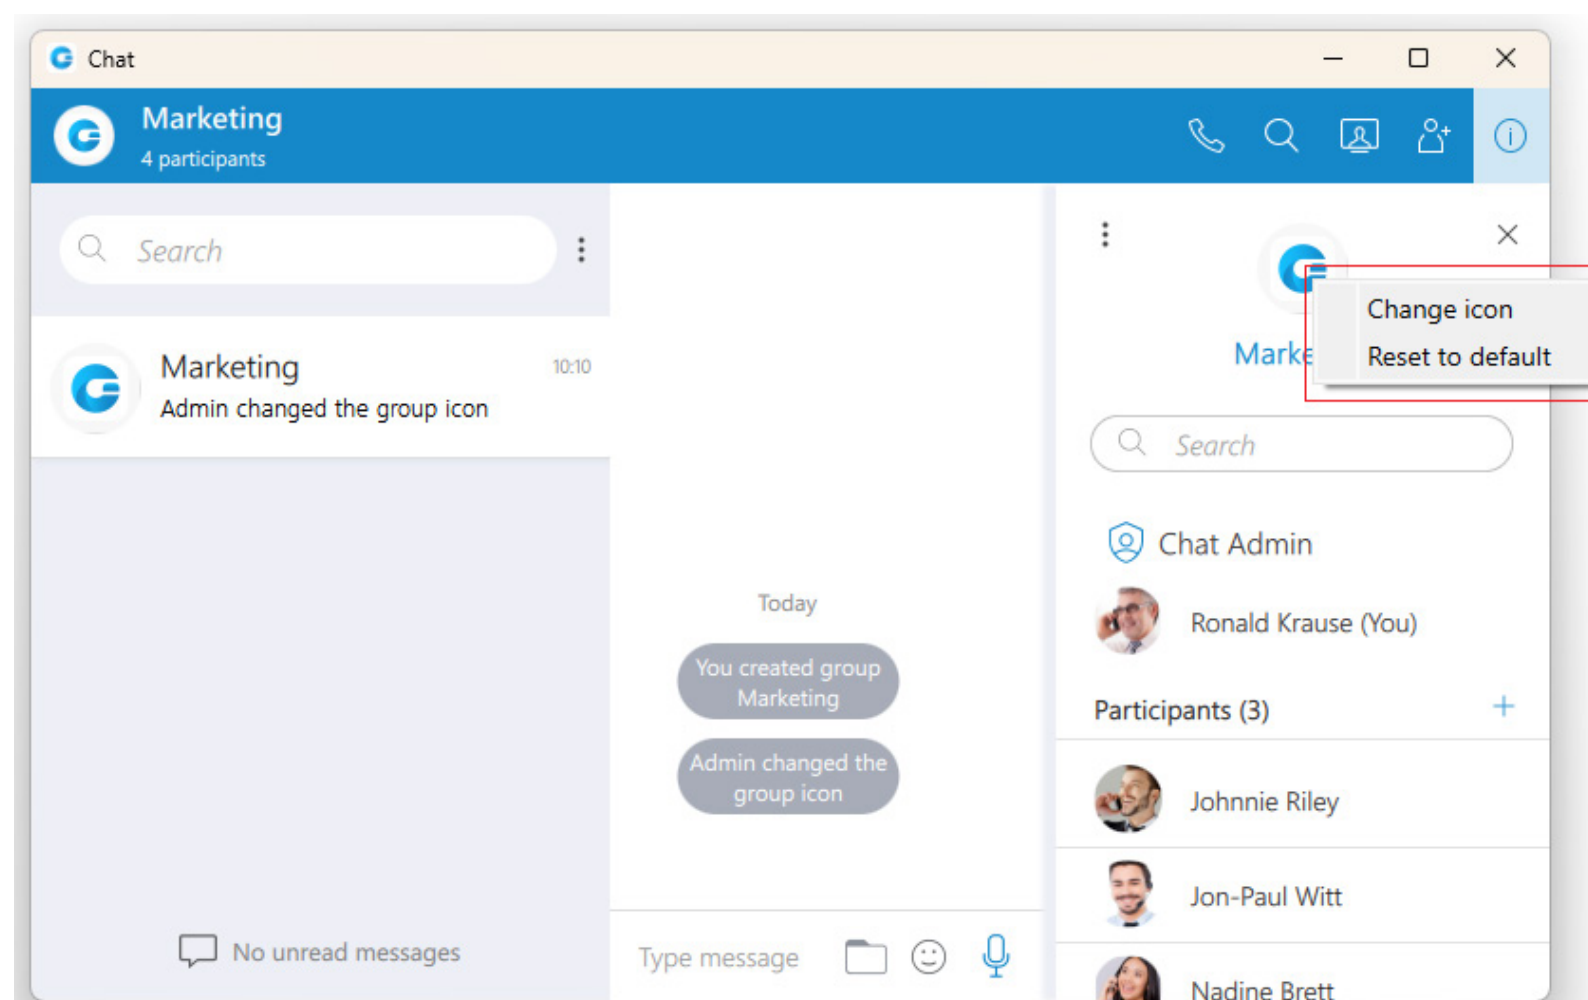 Chat
Marketing
4 participants
Search
Marketing
10:10
Admin changed the group icon
No unread messages
Today
You created group
Marketing
Admin changed the
group icon
Type message
Change icon
Reset to default
Marke
Search
Chat Admin
Ronald Krause (You)
Participants (3)
Johnnie Riley
Jon-Paul Witt
Nadine Brett